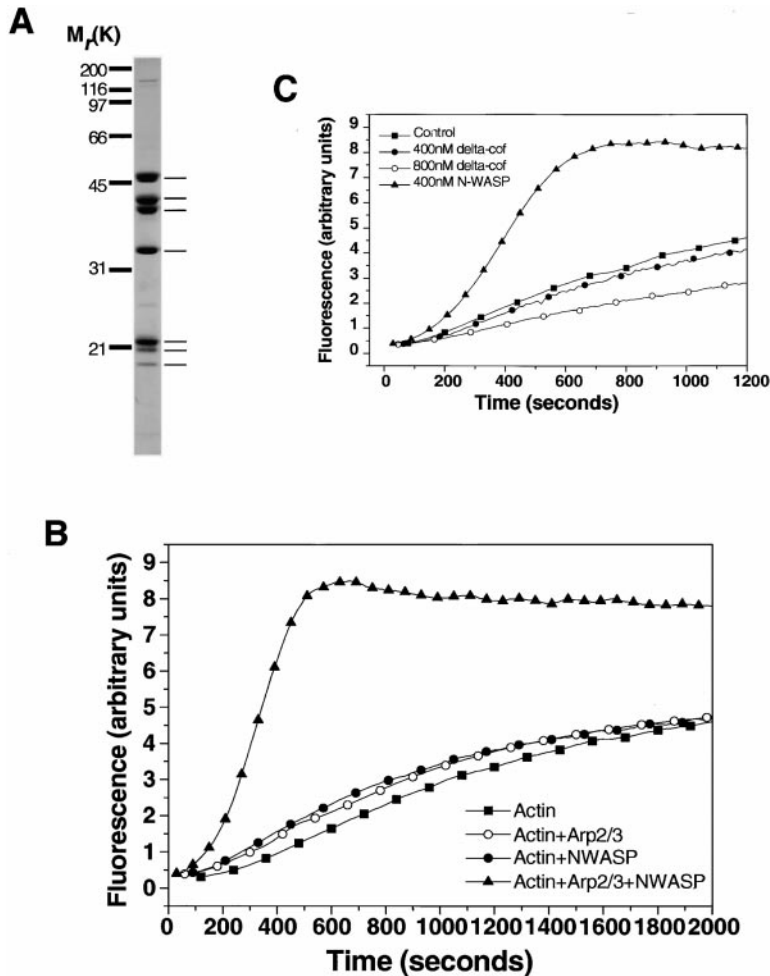 A
Mr(K)
200
116
97
66
45
31
21
C
Fluorescence (arbitrary units)
9
8
7
6
5
4
3
2
1
0
Control
400nM delta-cof
800nM delta-cof
400nM N-WASP
0 200 400 600 800 1000 1200
Time (seconds)
B
Fluorescence (arbitrary units)
9
8
7
6
5
4
3
2
1
0
Actin
Actin+Arp2/3
Actin+NWASP
Actin+Arp2/3+NWASP
0 200 400 600 800 1000 1200 1400 1600 1800 2000
Time (seconds)